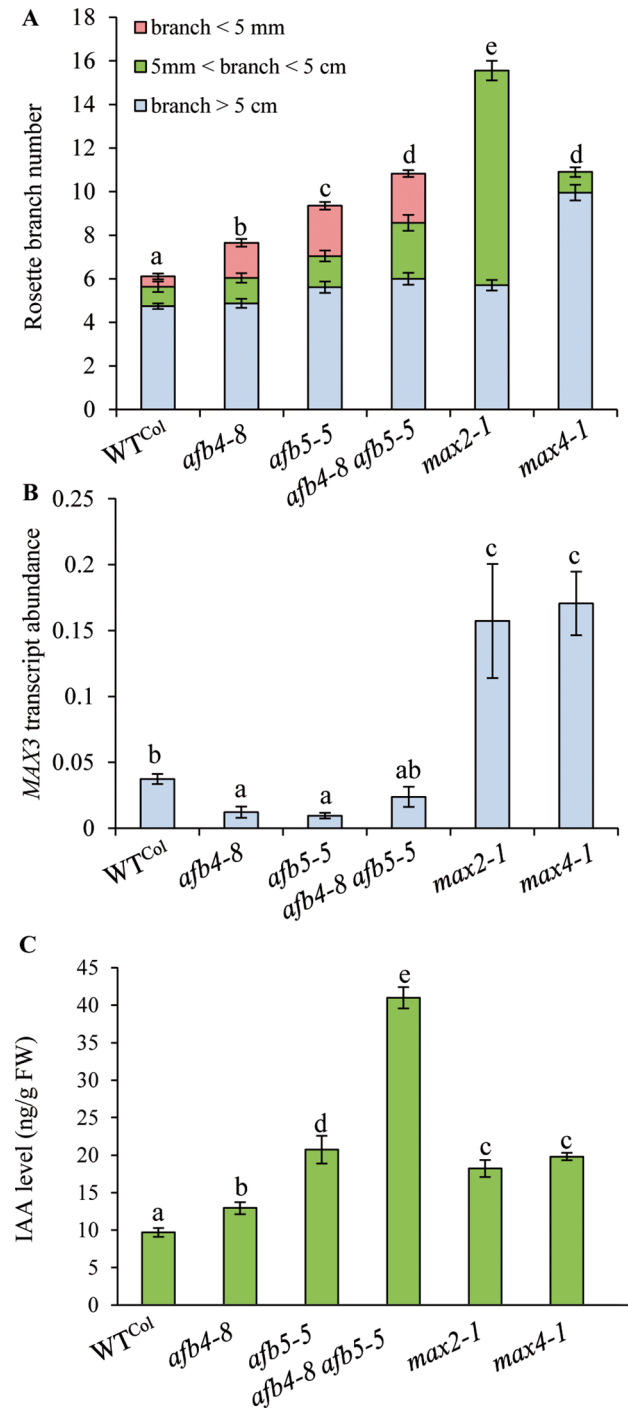 A
Rosette branch number
18
16
14
12
10
8
6
4
2
0
branch < 5 mm
5mm < branch < 5 cm
branch > 5 cm
a
b
c
d
e
d
WTCol
afb4-8
afb5-5
afb4-8 afb5-5
max2-1
max4-1
B
MAX3 transcript abundance
0.25
0.2
0.15
0.1
0.05
0
b
a
a
ab
c
c
WTCol
afb4-8
afb5-5
afb4-8 afb5-5
max2-1
max4-1
C
IAA level (ng/g FW)
45
40
35
30
25
20
15
10
5
0
a
b
d
e
c
c
WTCol
afb4-8
afb5-5
afb4-8 afb5-5
max2-1
max4-1